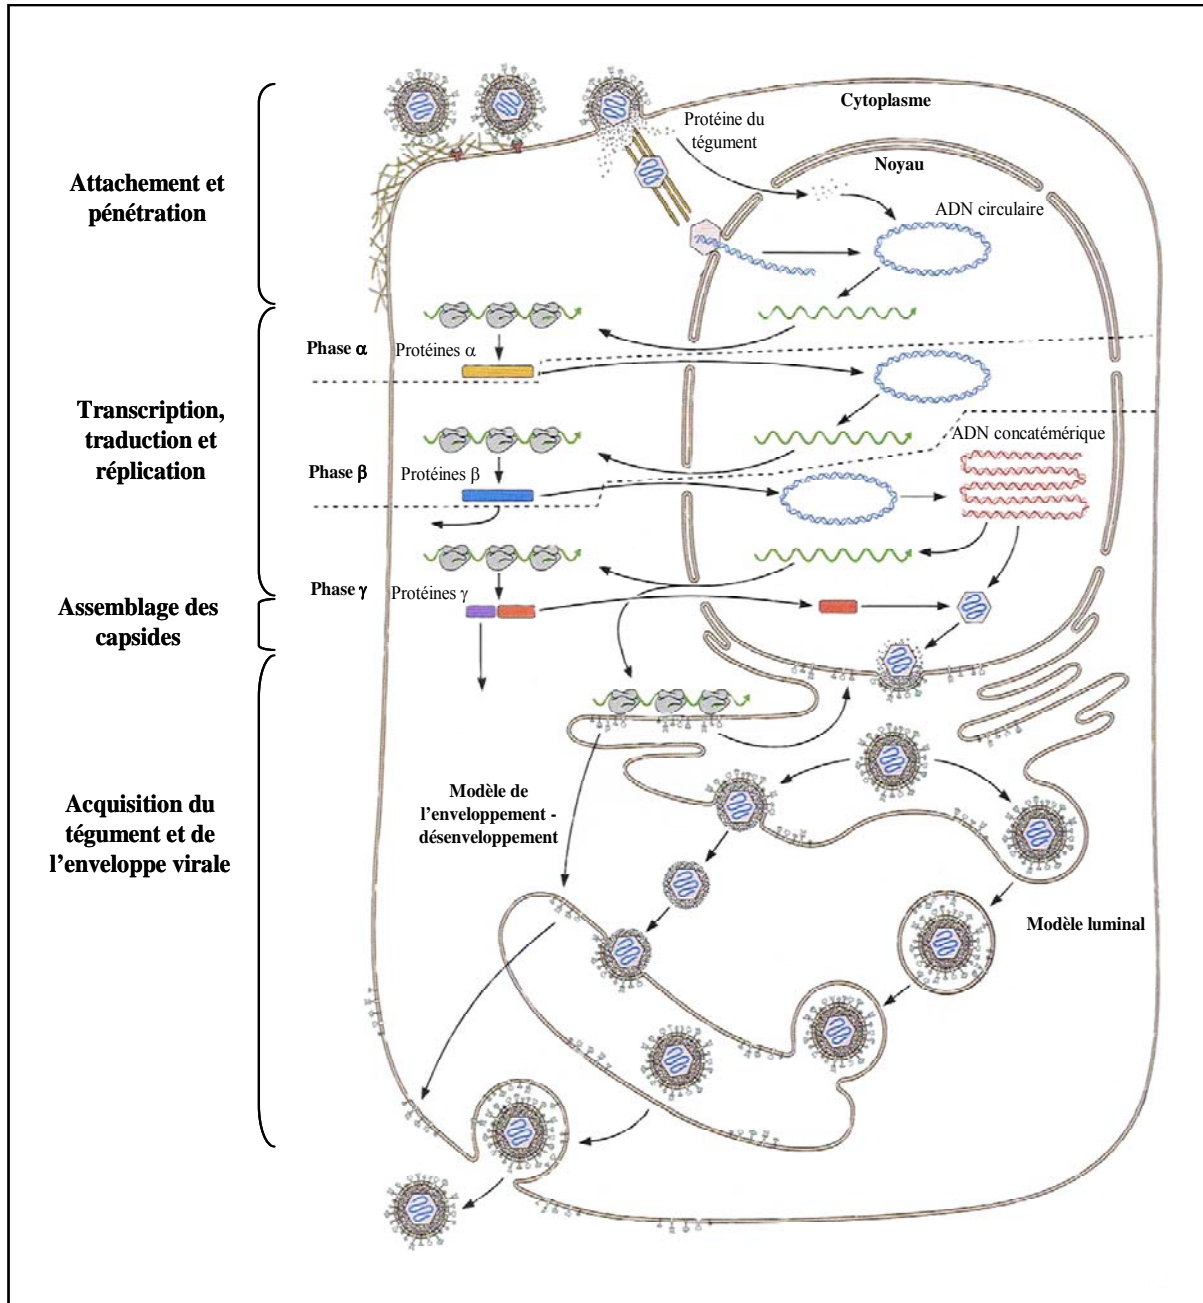 Cytoplasme
Protéine du
tégument
Noyau
Attachement et
pénétration
ADN circulaire
Phase α
Protéines α
Transcription,
traduction et
réplication
ADN concatémérique
Phase β
Protéines β
Phase γ
Protéines γ
Assemblage des
capsides
Acquisition du
tégument et de
l’enveloppe virale
Modèle de
l’enveloppement -
désenveloppement
Modèle luminal